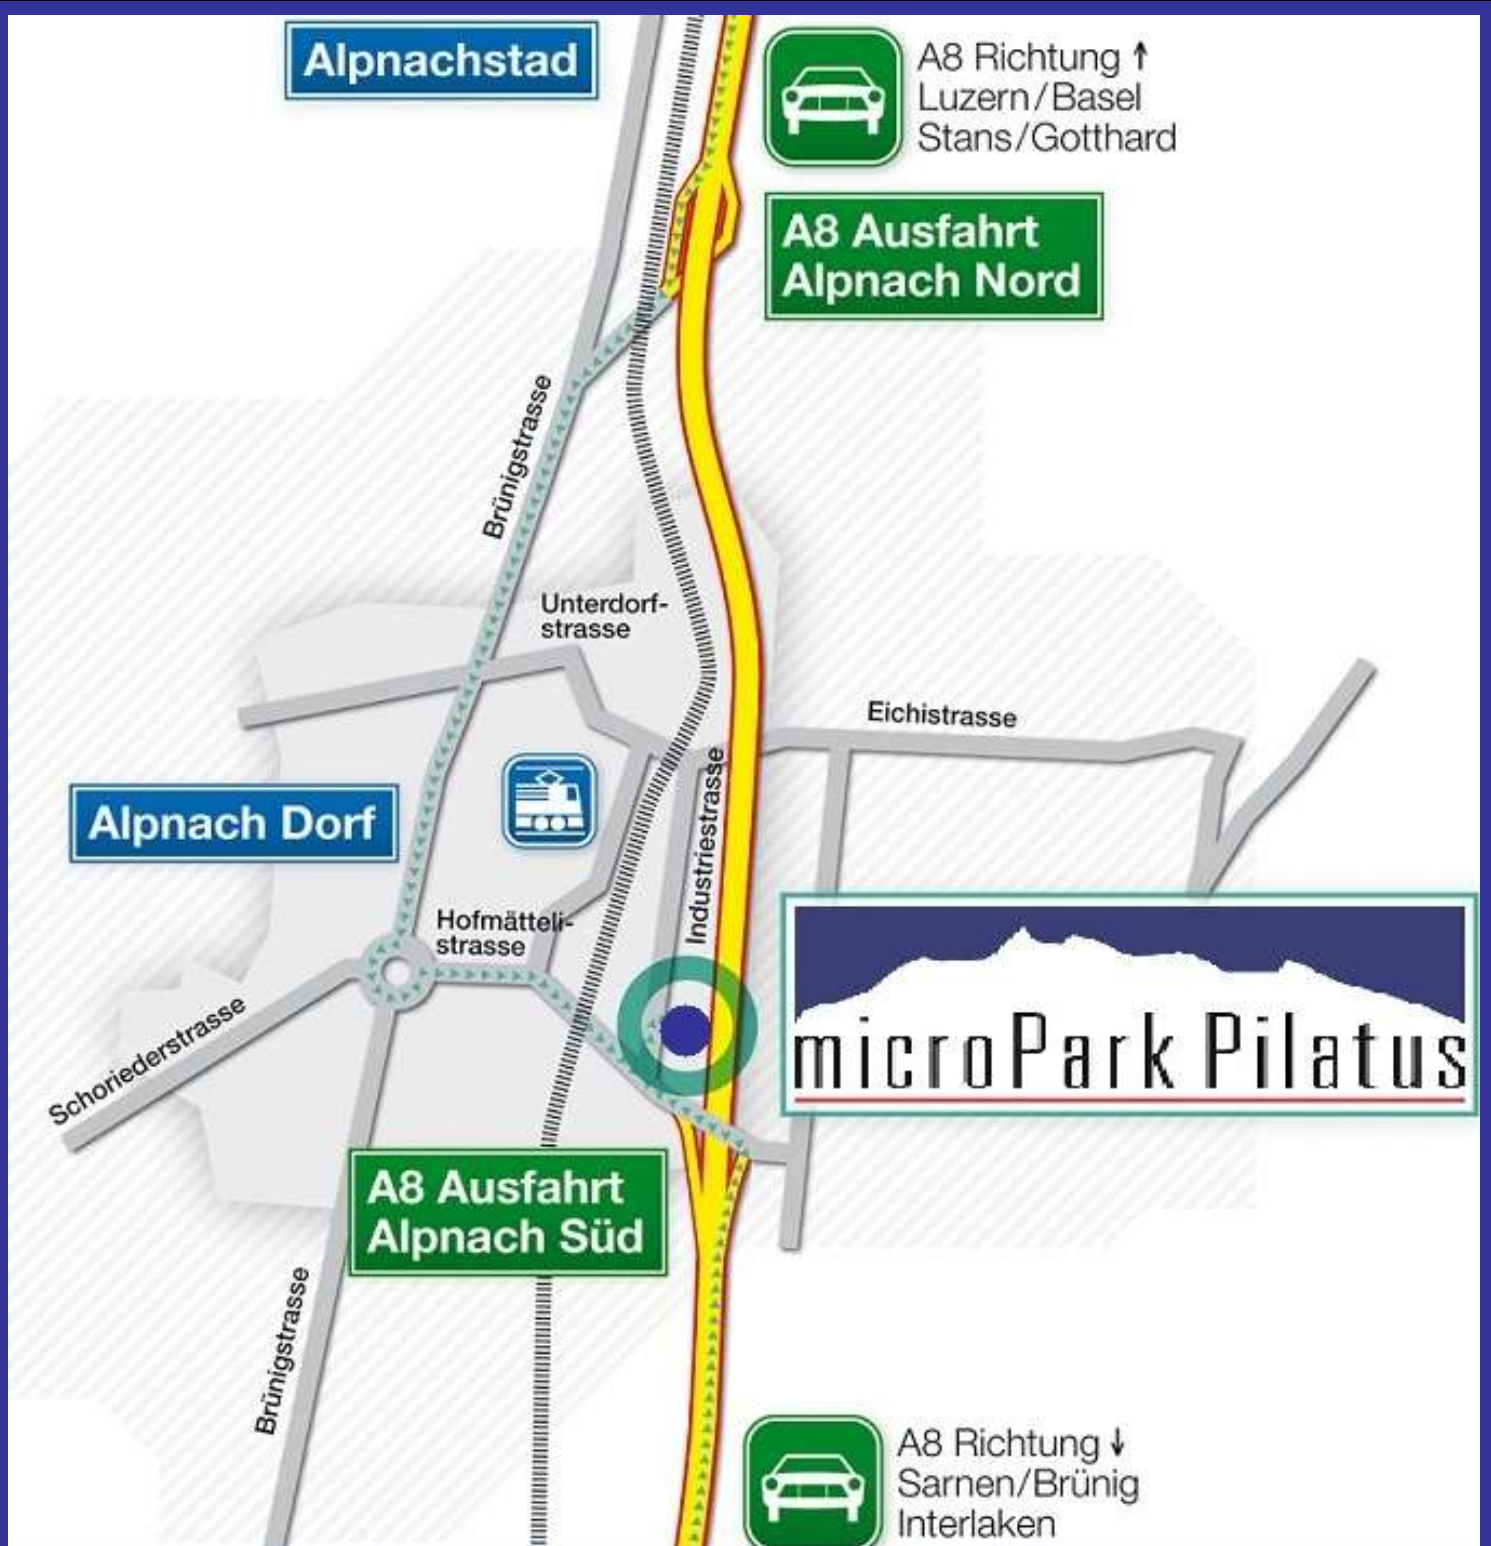 Alpnachstad
A8 Richtung ↑
Luzern/Basel
Stans/Gotthard
A8 Ausfahrt
Alpnach Nord
Brünigstrasse
Unterdorf-
strasse
Eichistrasse
Industriestrasse
Alpnach Dorf
Hofmätteli-
strasse
Schoriederstrasse
microPark Pilatus
A8 Ausfahrt
Alpnach Süd
Brünigstrasse
A8 Richtung ↓
Sarnen/Brünig
Interlaken